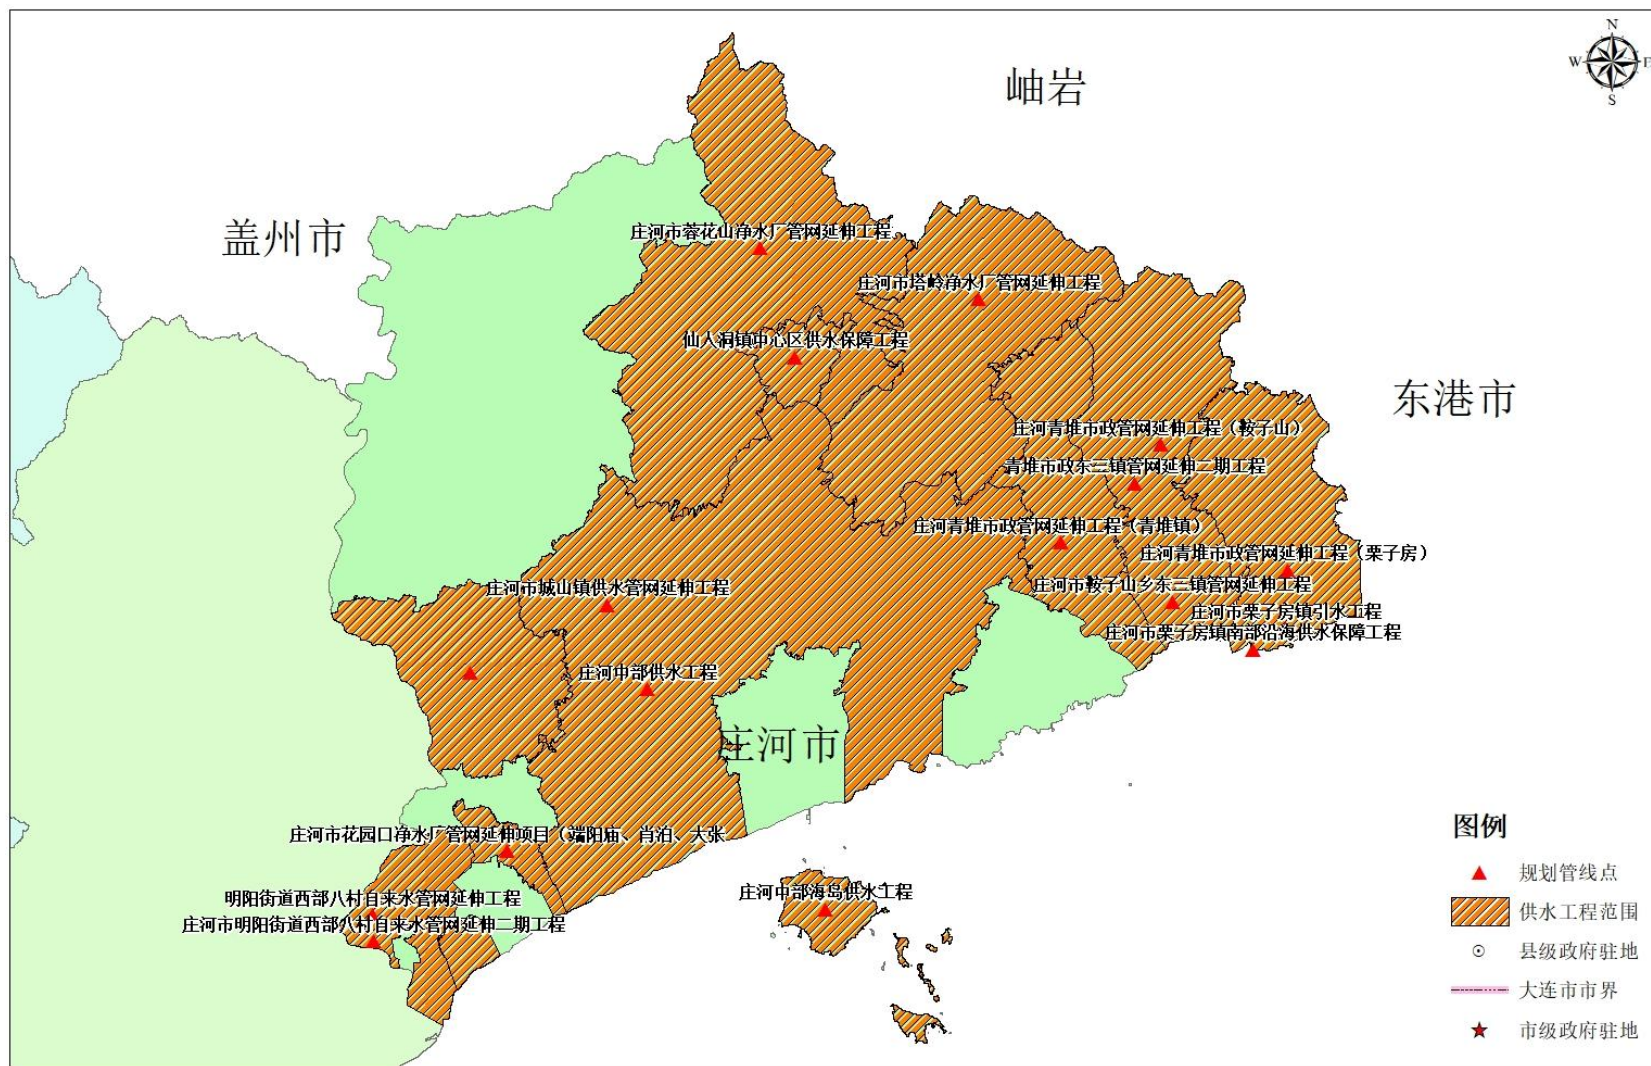 N
岫岩
W
E
S
盖州市
庄河市蓉花山净水厂管网延伸工程
庄河市塔岭净水厂管网延伸工程
仙人洞镇中心区供水保障工程
东港市
庄河青堆市政管网延伸工程（鞍子山）
青堆市政东三镇管网延伸二期工程
庄河青堆市政管网延伸工程（青堆镇）
庄河青堆市政管网延伸工程（栗子房）
庄河市城山镇供水管网延伸工程
庄河市鞍子山乡东三镇管网延伸工程
庄河市栗子房镇引水工程
庄河市栗子房镇南部沿海供水保障工程
庄河中部供水工程
庄河市
庄河市花园口净水厂管网延伸项目（端阳庙、肖泊、大张
明阳街道西部八村自来水管网延伸工程
庄河市明阳街道西部八村自来水管网延伸二期工程
庄河中部海岛供水工程
图例
规划管线点
供水工程范围
县级政府驻地
大连市市界
市级政府驻地